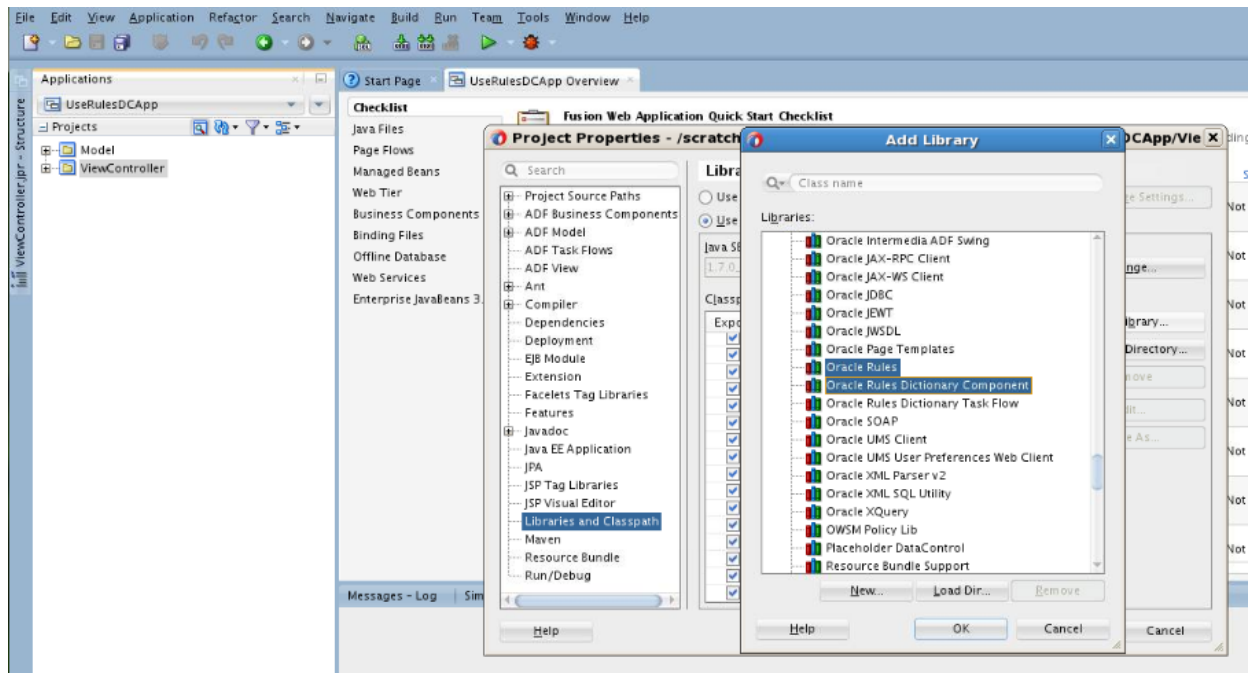 File Edit View Application Refactor Search Navigate Build Run Team Tools Window Help
Applications
UseRulesDCApp
Projects
Model
ViewController
ViewController.jpr - Structure
Start Page
UseRulesDCApp Overview
Checklist
Java Files
Page Flows
Managed Beans
Web Tier
Business Components
Binding Files
Offline Database
Web Services
Enterprise JavaBeans 3.
Fusion Web Application Quick Start Checklist
Messages - Log
Sim
Project Properties - /scratch
DCApp/Vie
Search
Project Source Paths
ADF Business Components
ADF Model
ADF Task Flows
ADF View
Ant
Compiler
Dependencies
Deployment
EJB Module
Extension
Facelets Tag Libraries
Features
Javadoc
Java EE Application
JPA
JSP Tag Libraries
JSP Visual Editor
Libraries and Classpath
Maven
Resource Bundle
Run/Debug
Help
Libra
Use
Use
Java SE
1.7.0_
Classp
Expo
ge Settings...
nge...
ibrary...
Directory...
move
dit...
e As...
Cancel
Add Library
Class name
Libraries:
Oracle Intermedia ADF Swing
Oracle JAX-RPC Client
Oracle JAX-WS Client
Oracle JDBC
Oracle JEWT
Oracle JWSDL
Oracle Page Templates
Oracle Rules
Oracle Rules Dictionary Component
Oracle Rules Dictionary Task Flow
Oracle SOAP
Oracle UMS Client
Oracle UMS User Preferences Web Client
Oracle XML Parser v2
Oracle XML SQL Utility
Oracle XQuery
OWSM Policy Lib
Placeholder DataControl
Resource Bundle Support
New... Load Dir... Remove
Help OK Cancel
ding
S
Not
Not
Not
Not
Not
Not
Not
Not